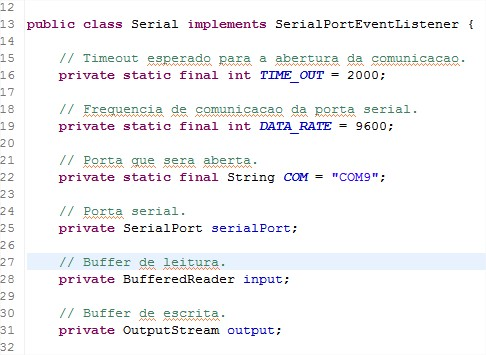 12
13 public class Serial implements SerialPortEventListener {
14
15 // Timeout esperado para a abertura da comunicacao.
16 private static final int TIME_OUT = 2000;
17
18 // Frequencia de comunicacao da porta serial.
19 private static final int DATA_RATE = 9600;
20
21 // Porta que sera aberta.
22 private static final String COM = "COM9";
23
24 // Porta serial.
25 private SerialPort serialPort;
26
27 // Buffer de leitura.
28 private BufferedReader input;
29
30 // Buffer de escrita.
31 private OutputStream output;
32